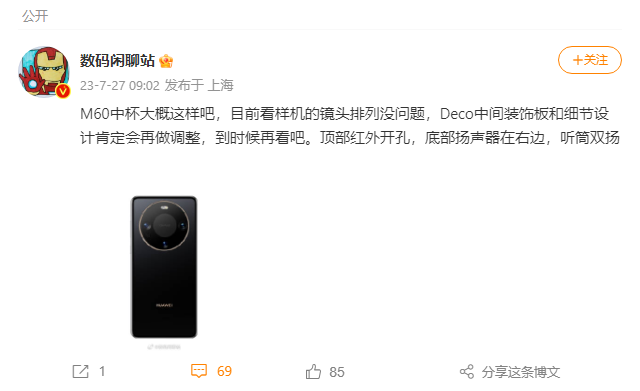 公开
数码闲聊站
+关注
23-7-27 09:02 发布于 上海
M60中杯大概这样吧，目前看样机的镜头排列没问题，Deco中间装饰板和细节设
计肯定会再做调整，到时候再看吧。顶部红外开孔，底部扬声器在右边，听筒双扬
HUAWEI
1
69
85
分享这条博文